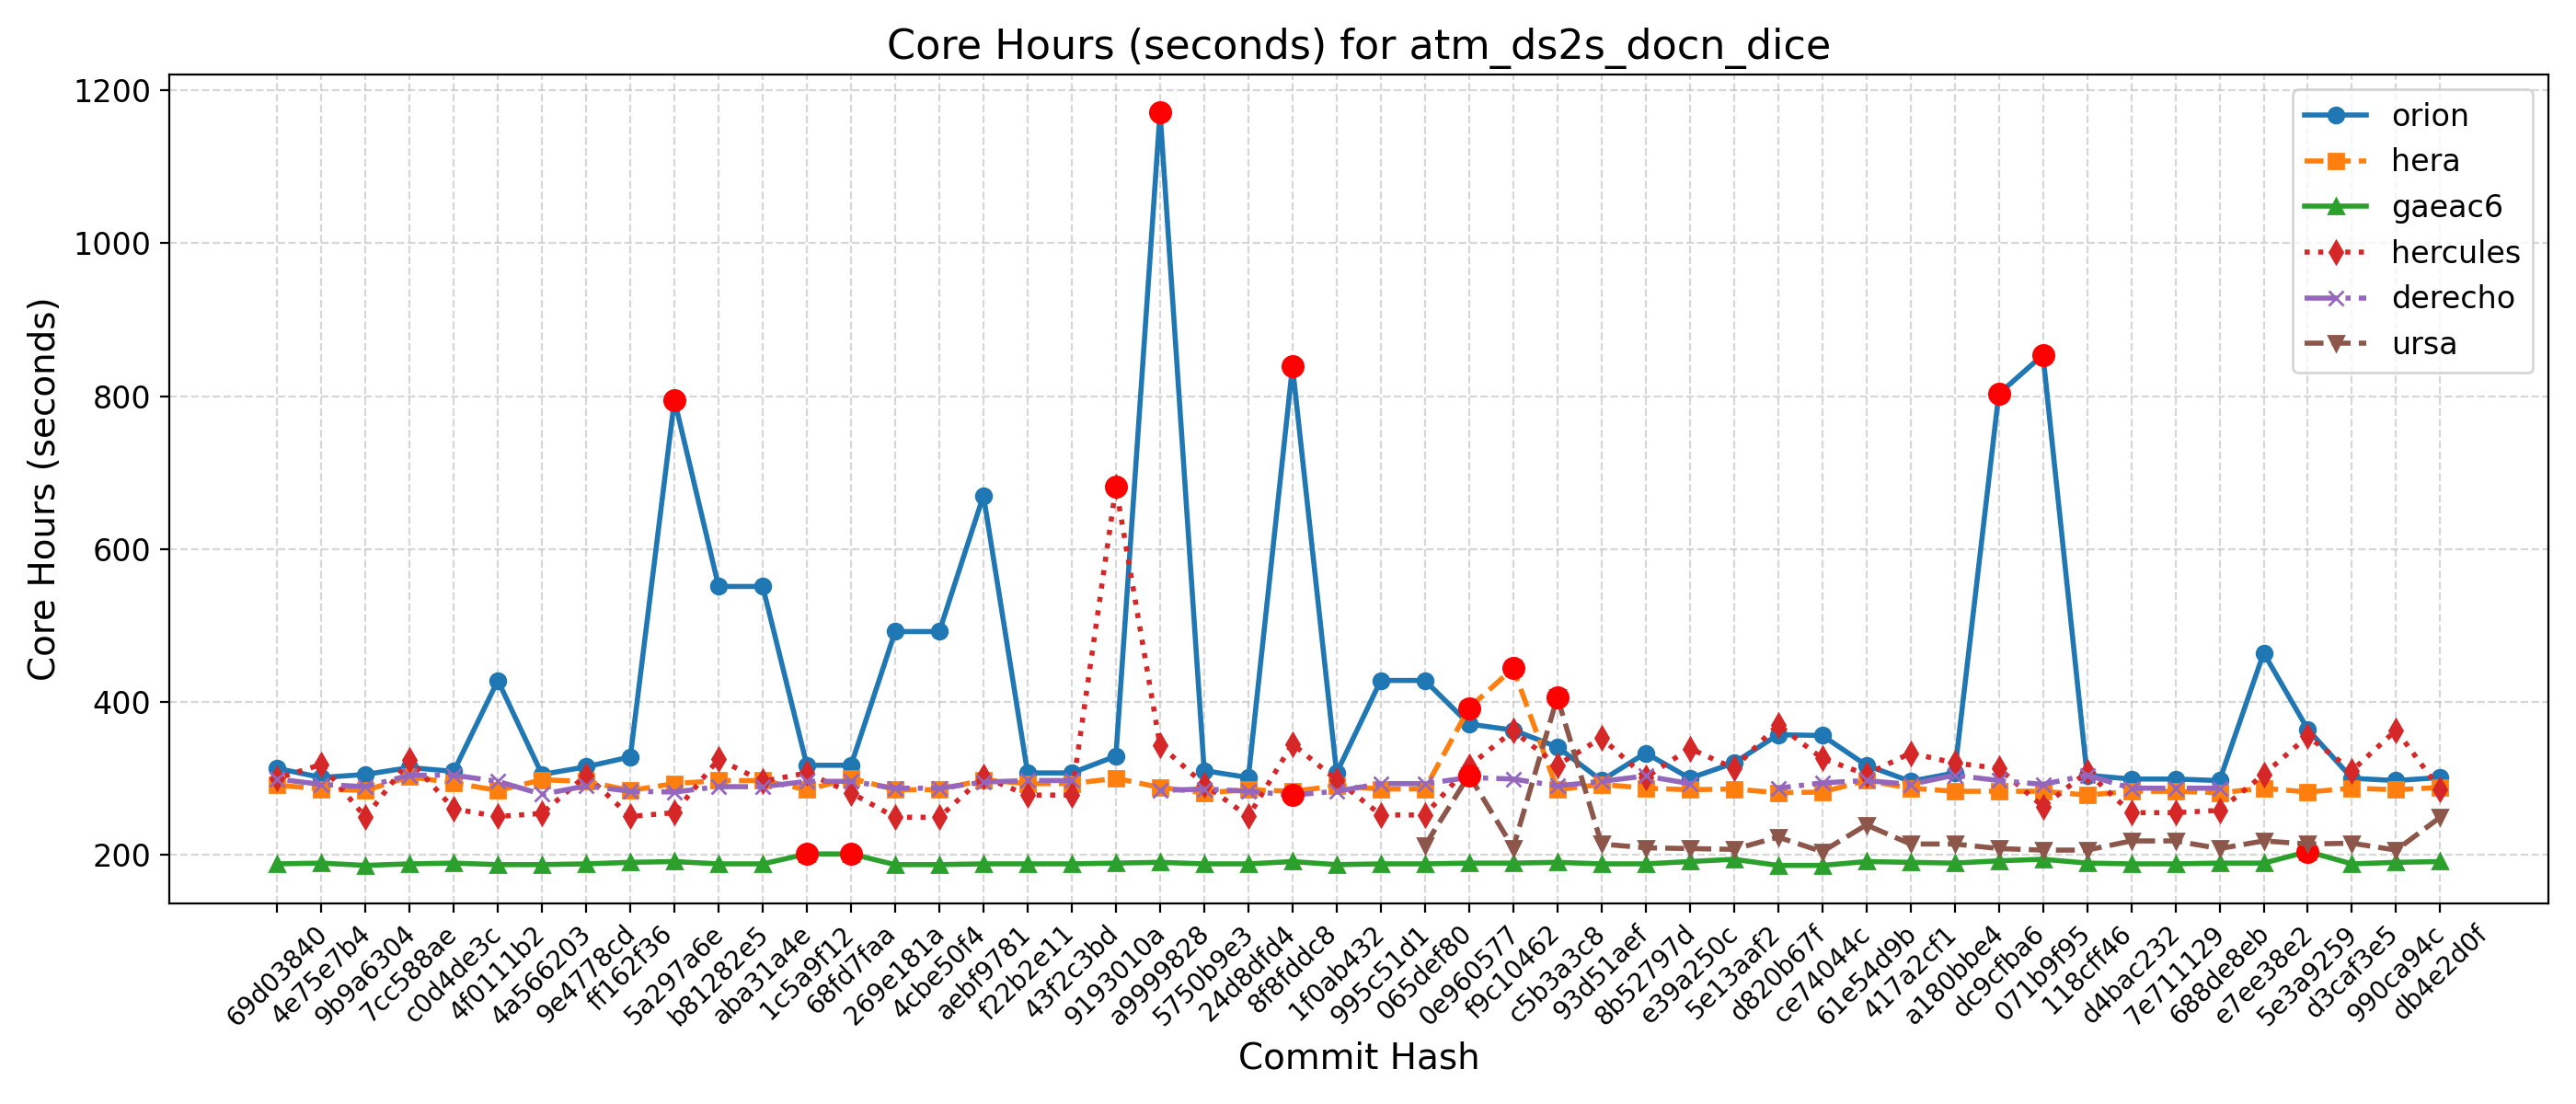 Core Hours (seconds) for atm_ds2s_docn_dice
Core Hours (seconds)
1200
1000
800
600
400
200
orion
hera
gaeac6
hercules
derecho
ursa
69d03840
4e75e7b4
9b9a6304
7cc588ae
c0d4de3c
4f0111b2
4a566203
9e4778cd
ff162f36
5a297a6e
b81282e5
aba31a4e
1c5a9f12
68fd7faa
269e181a
4cbe50f4
aebf9781
f22b2e11
43f2c3bd
9193010a
a9999828
5750b9e3
24d8dfd4
8f8fddc8
1f0ab432
995c51d1
065def80
0e960577
f9c10462
c5b3a3c8
93d51aef
8b52797d
e39a250c
5e13aaf2
d820b67f
ce74044c
61e54d9b
417a2cf1
a180bbe4
dc9cfba6
071b9f95
118cff46
d4bac232
7e711129
688de8eb
e7ee38e2
5e3a9259
d3caf3e5
990ca94c
db4e2d0f
Commit Hash